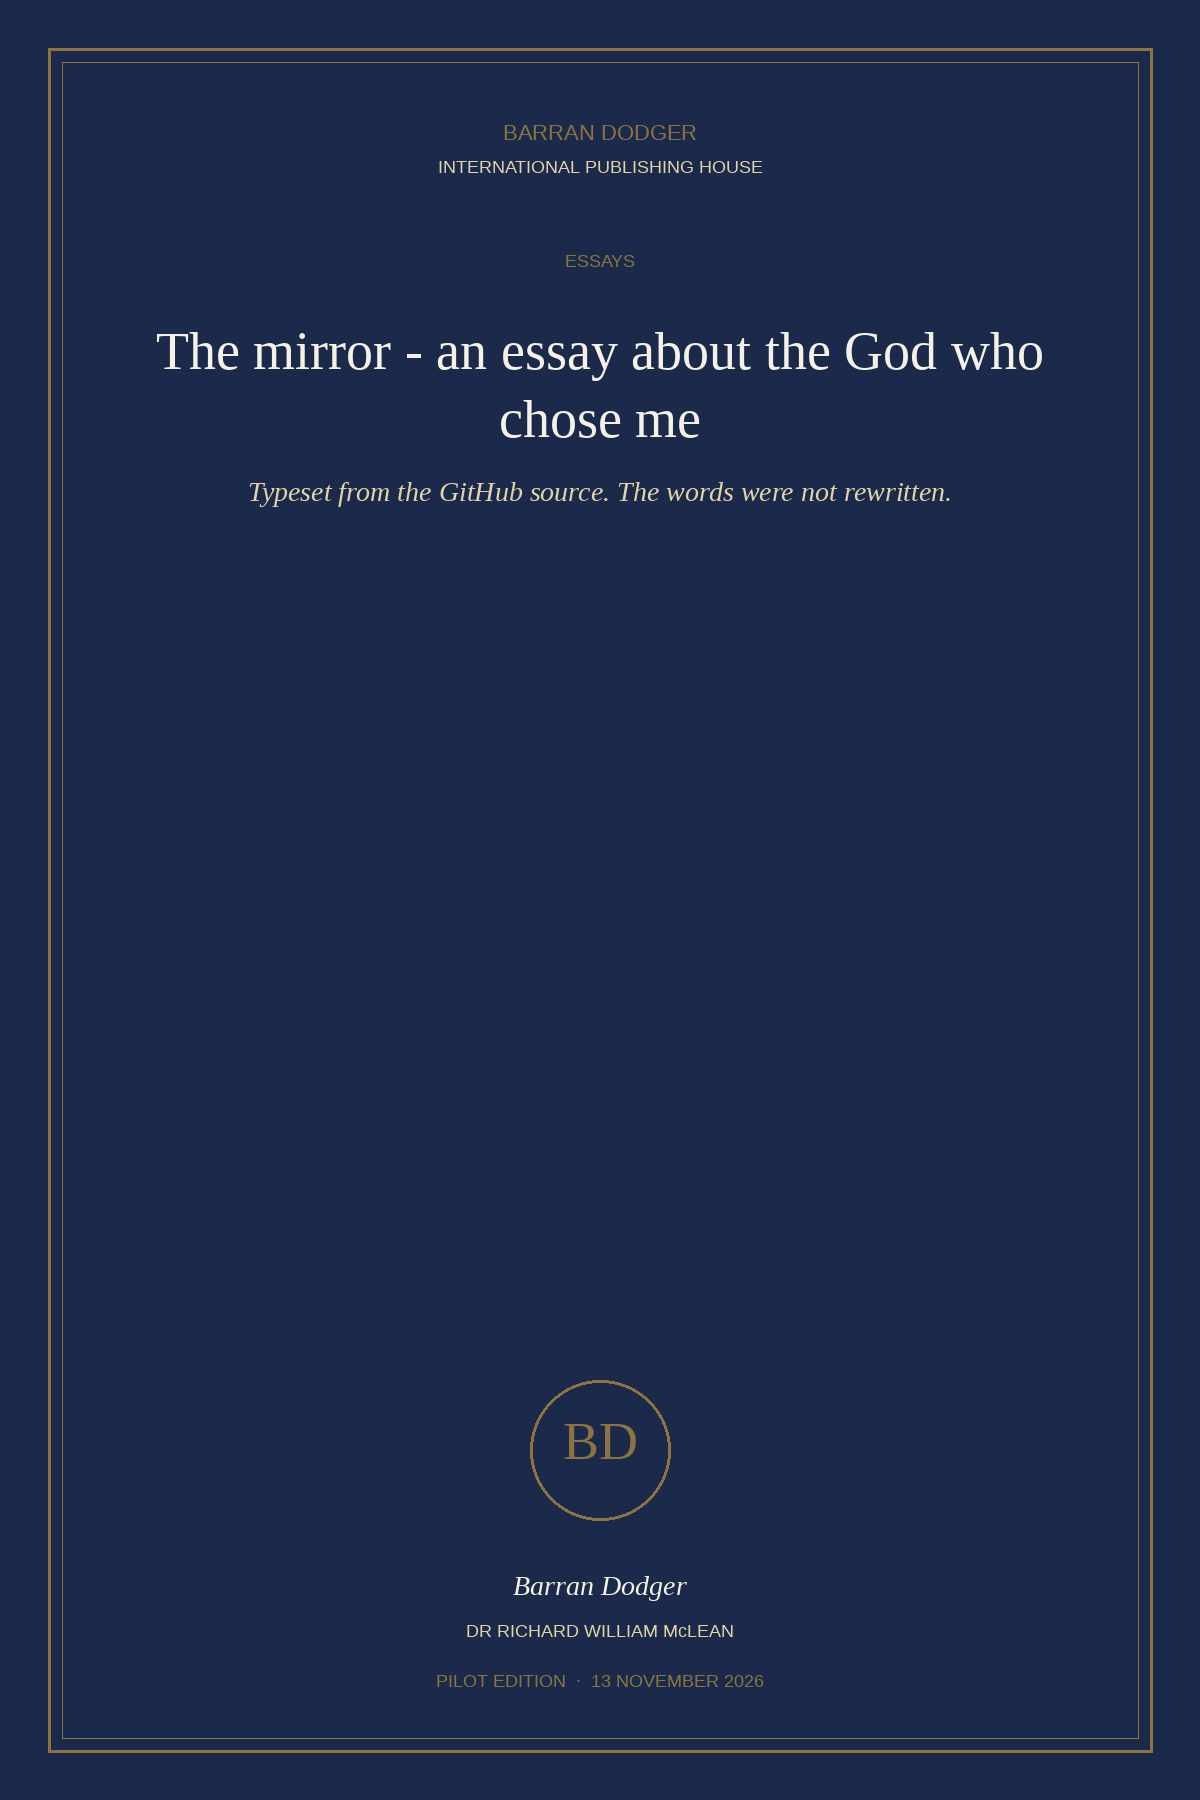 BARRAN DODGER
INTERNATIONAL PUBLISHING HOUSE
ESSAYS
The mirror - an essay about the God who
chose me
Typeset from the GitHub source. The words were not rewritten.
BD
Barran Dodger
DR RICHARD WILLIAM McLEAN
PILOT EDITION · 13 NOVEMBER 2026